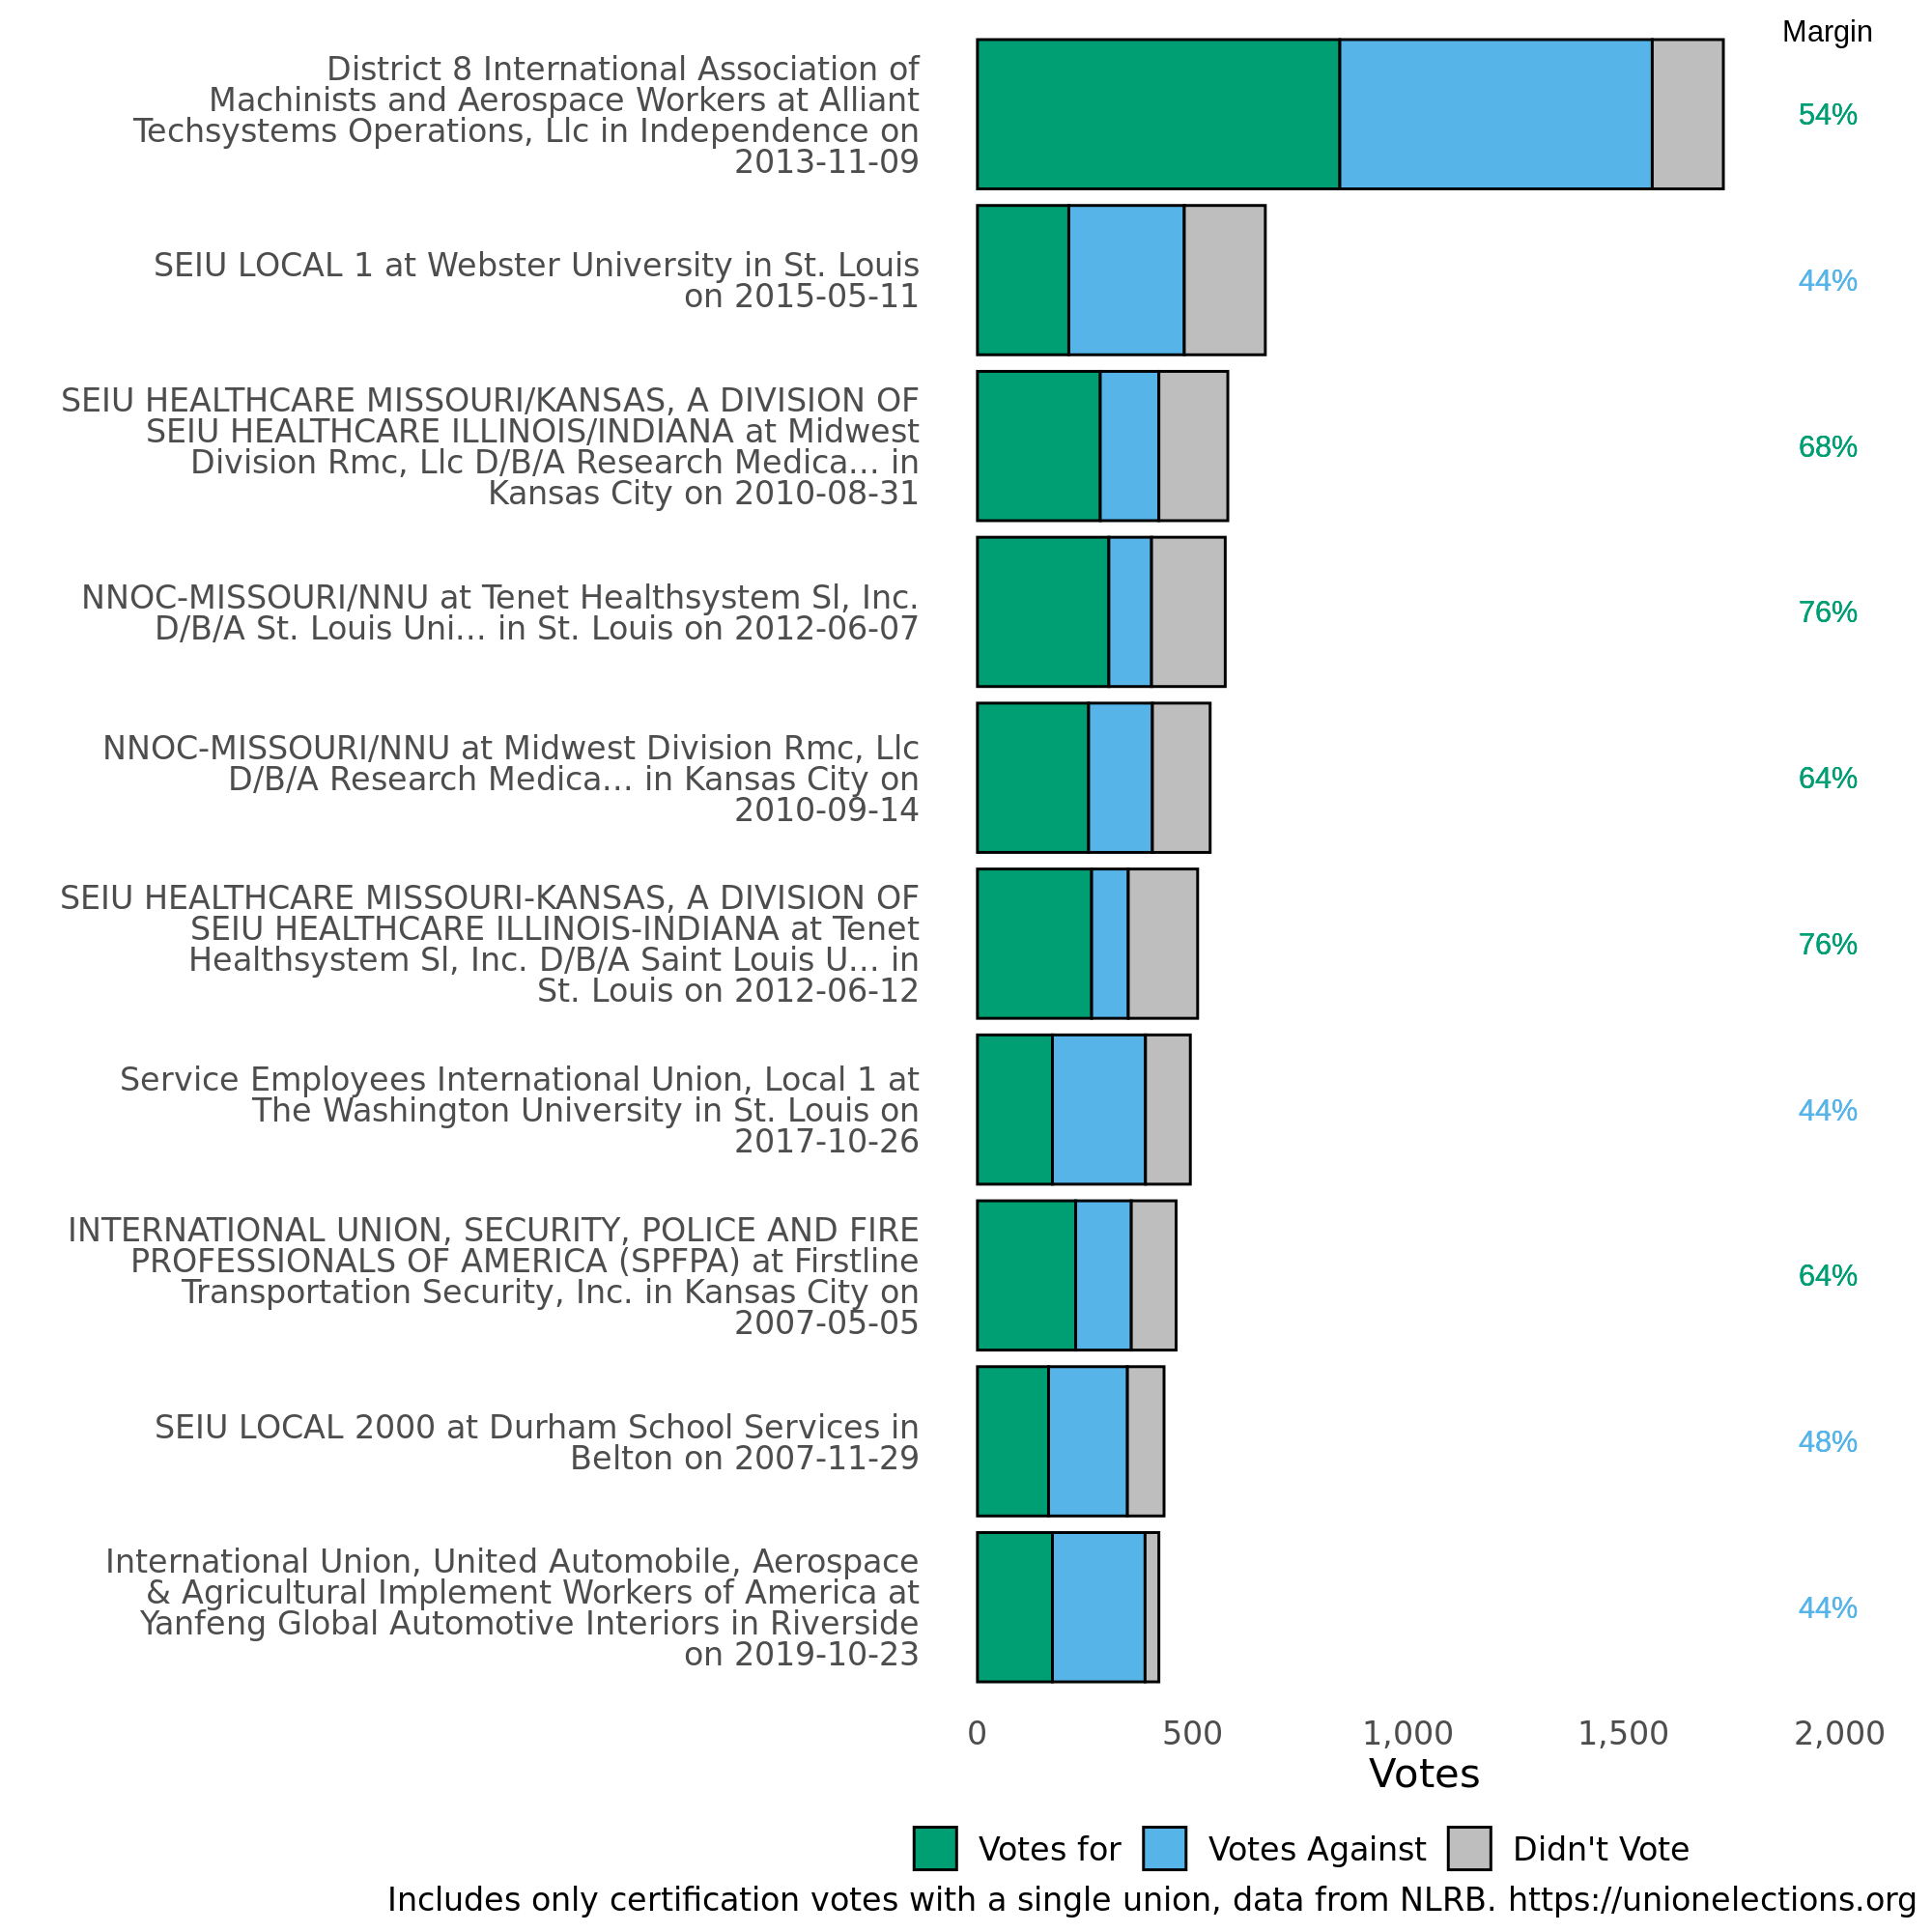 Margin
District 8 International Association of
Machinists and Aerospace Workers at Alliant
Techsystems Operations, Llc in Independence on
2013-11-09
54%
SEIU LOCAL 1 at Webster University in St. Louis
on 2015-05-11
44%
SEIU HEALTHCARE MISSOURI/KANSAS, A DIVISION OF
SEIU HEALTHCARE ILLINOIS/INDIANA at Midwest
Division Rmc, Llc D/B/A Research Medica... in
Kansas City on 2010-08-31
68%
NNOC-MISSOURI/NNU at Tenet Healthsystem Sl, Inc.
D/B/A St. Louis Uni... in St. Louis on 2012-06-07
76%
NNOC-MISSOURI/NNU at Midwest Division Rmc, Llc
D/B/A Research Medica... in Kansas City on
2010-09-14
64%
SEIU HEALTHCARE MISSOURI-KANSAS, A DIVISION OF
SEIU HEALTHCARE ILLINOIS-INDIANA at Tenet
Healthsystem Sl, Inc. D/B/A Saint Louis U... in
St. Louis on 2012-06-12
76%
Service Employees International Union, Local 1 at
The Washington University in St. Louis on
2017-10-26
44%
INTERNATIONAL UNION, SECURITY, POLICE AND FIRE
PROFESSIONALS OF AMERICA (SPFPA) at Firstline
Transportation Security, Inc. in Kansas City on
2007-05-05
64%
SEIU LOCAL 2000 at Durham School Services in
Belton on 2007-11-29
48%
International Union, United Automobile, Aerospace
& Agricultural Implement Workers of America at
Yanfeng Global Automotive Interiors in Riverside
on 2019-10-23
44%
0 500 1,000 1,500 2,000
Votes
Votes for Votes Against Didn't Vote
Includes only certification votes with a single union, data from NLRB. https://unionelections.org